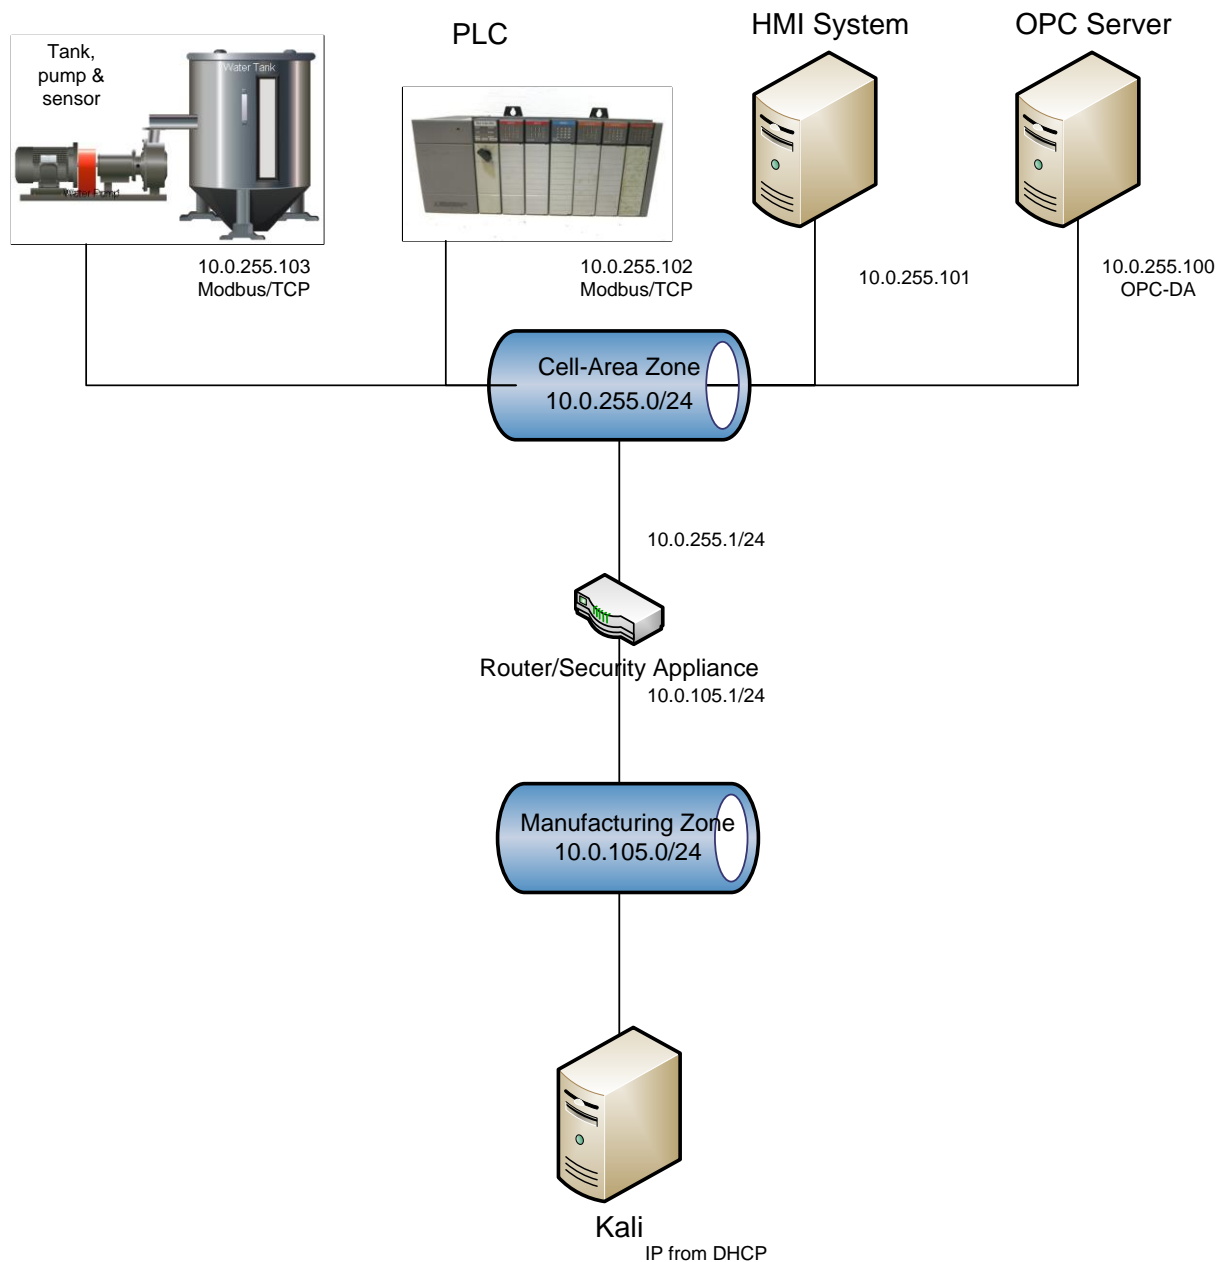 HMI System
OPC Server
PLC
Tank,
pump &
sensor
Water Tank
Water Pump
10.0.255.103
Modbus/TCP
10.0.255.102
Modbus/TCP
10.0.255.101
10.0.255.100
OPC-DA
Cell-Area Zone
10.0.255.0/24
10.0.255.1/24
Router/Security Appliance
10.0.105.1/24
Manufacturing Zone
10.0.105.0/24
Kali
IP from DHCP